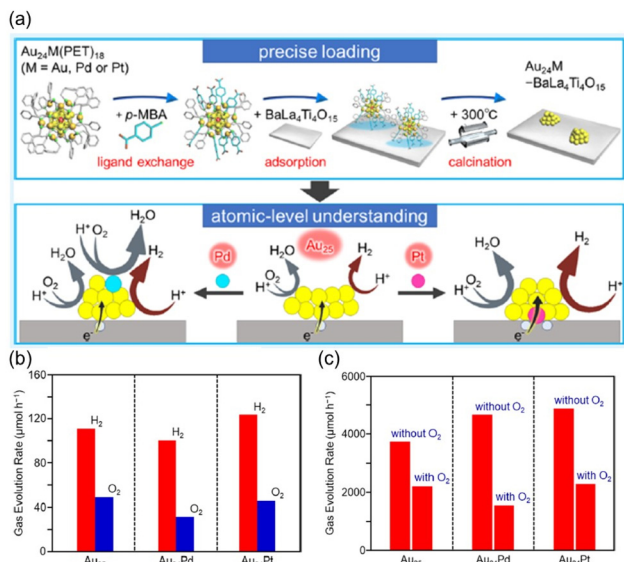 (a)
Au₂₄M(PET)₁₈
(M = Au, Pd or Pt)
precise loading
Au₂₄M
–BaLa₄Ti₄O₁₅
+ p-MBA
+ BaLa₄Ti₄O₁₅
+ 300°C
ligand exchange
adsorption
calcination
atomic-level understanding
H₂O
H⁺ O₂
H₂O
H₂
O₂
H⁺
H⁺
e⁻
Pd
Au₂₅
H₂O
H₂
O₂
H⁺
H⁺
e⁻
Pt
H₂O
H₂
O₂
H⁺
H⁺
e⁻
(b)
Gas Evolution Rate (μmol h⁻¹)
160
120
80
40
0
H₂
O₂
H₂
O₂
H₂
O₂
(c)
Gas Evolution Rate (μmol h⁻¹)
6000
4000
2000
0
without O₂
with O₂
without O₂
with O₂
without O₂
with O₂